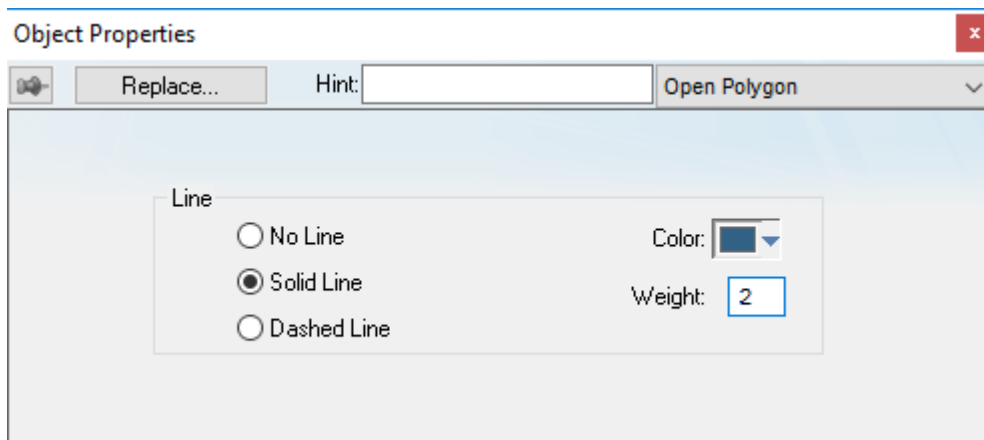 Object Properties
x
Replace...
Hint:
Open Polygon
Line
No Line
Color:
Solid Line
Weight: 2
Dashed Line